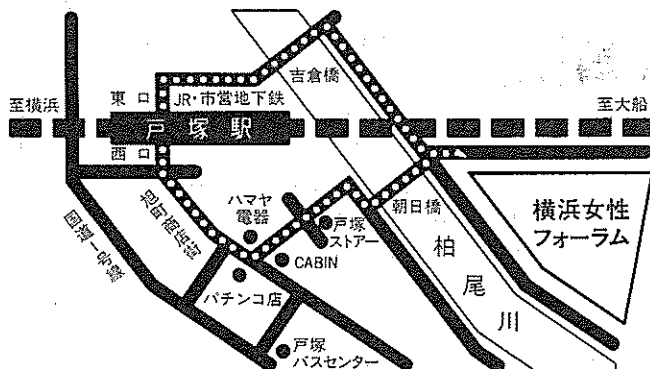 吉倉橋
至横浜
東口
JR・市営地下鉄
至大船
戸塚駅
西口
旭町商店街
国道1号線
ハマヤ
電器
戸塚
ストアー
朝日橋
横浜女性
フォーラム
CABIN
柏尾川
パチンコ店
戸塚
バスセンター